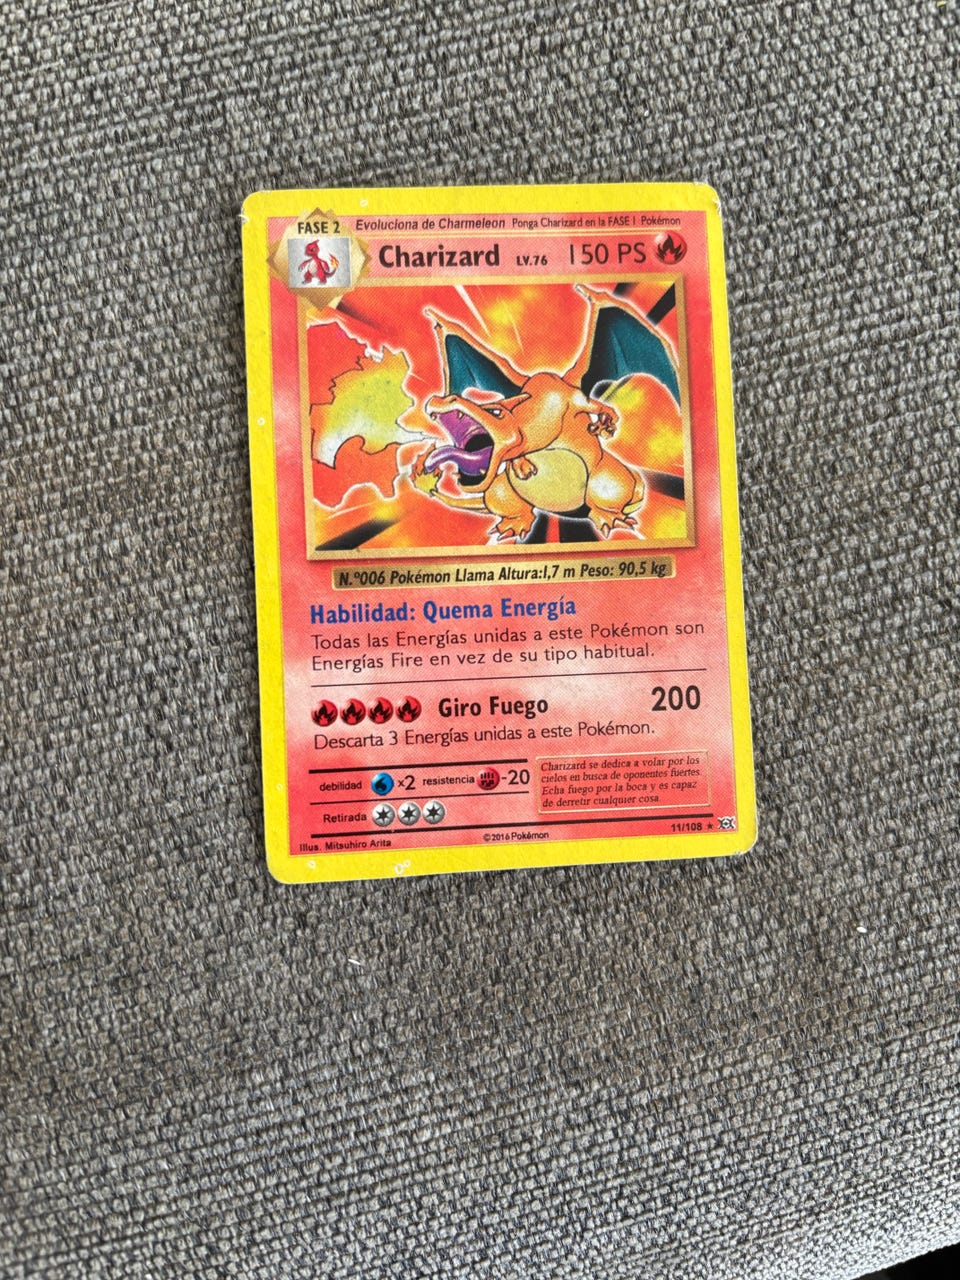 FASE 2 Evoluciona de Charmeleon Ponga Charizard en la FASE 1 Pokémon
Charizard LV.76 150 PS
N.º006 Pokémon Llama Altura:1,7 m Peso: 90,5 kg
Habilidad: Quema Energía
Todas las Energías unidas a este Pokémon son
Energías Fire en vez de su tipo habitual.
Giro Fuego 200
Descarta 3 Energías unidas a este Pokémon.
debilidad x2 resistencia -20
Retirada
Charizard se dedica a volar por los
cielos en busca de oponentes fuertes.
Echa fuego por la boca y es capaz
de derretir cualquier cosa.
11/108
Illus. Mitsuhiro Arita
©2016 Pokémon